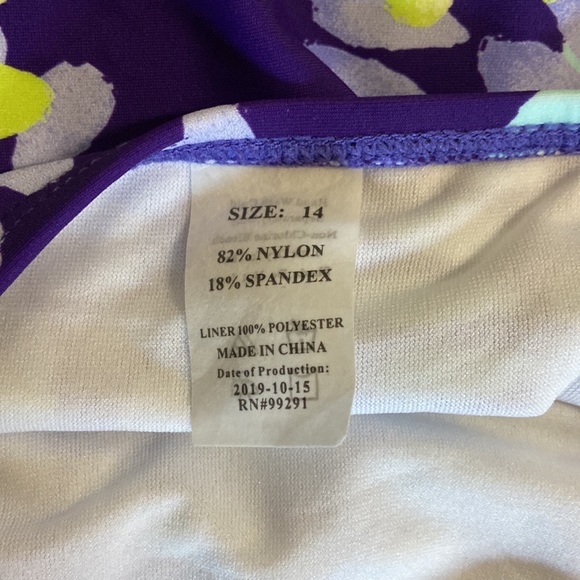 SIZE: 14
82% NYLON
18% SPANDEX
LINER 100% POLYESTER
MADE IN CHINA
Date of Production:
2019-10-15
RN#99291